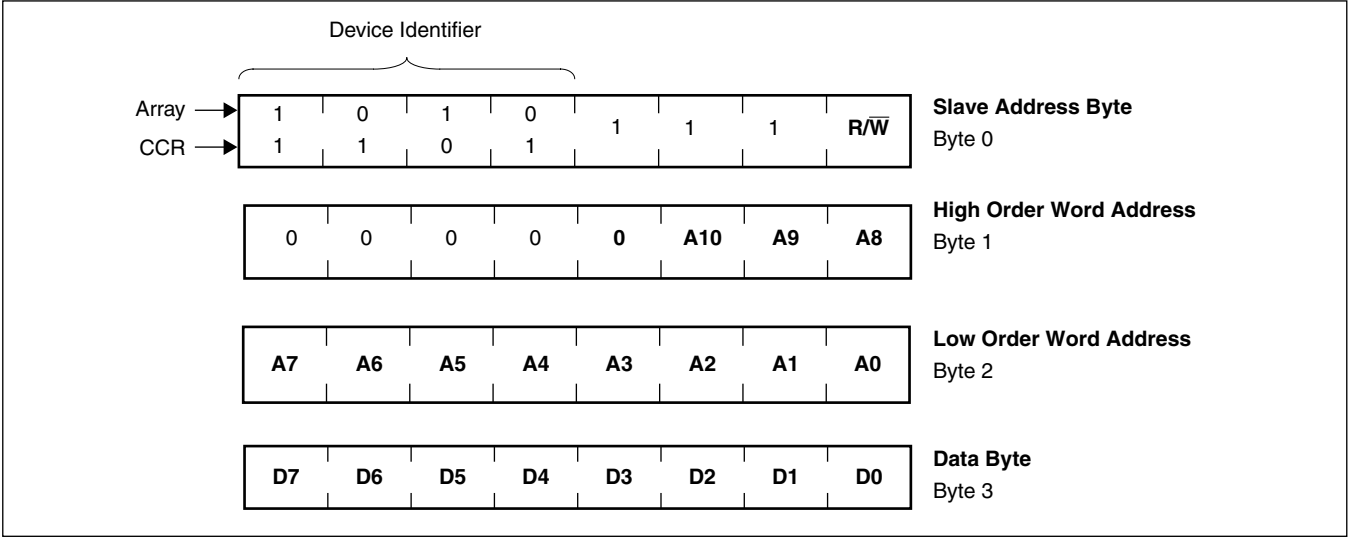 Device Identifier
Array 1 0 1 0 1 1 1 R/W̅ Slave Address Byte
CCR 1 1 0 1 Byte 0
0 0 0 0 0 A10 A9 A8 High Order Word Address
Byte 1
A7 A6 A5 A4 A3 A2 A1 A0 Low Order Word Address
Byte 2
D7 D6 D5 D4 D3 D2 D1 D0 Data Byte
Byte 3